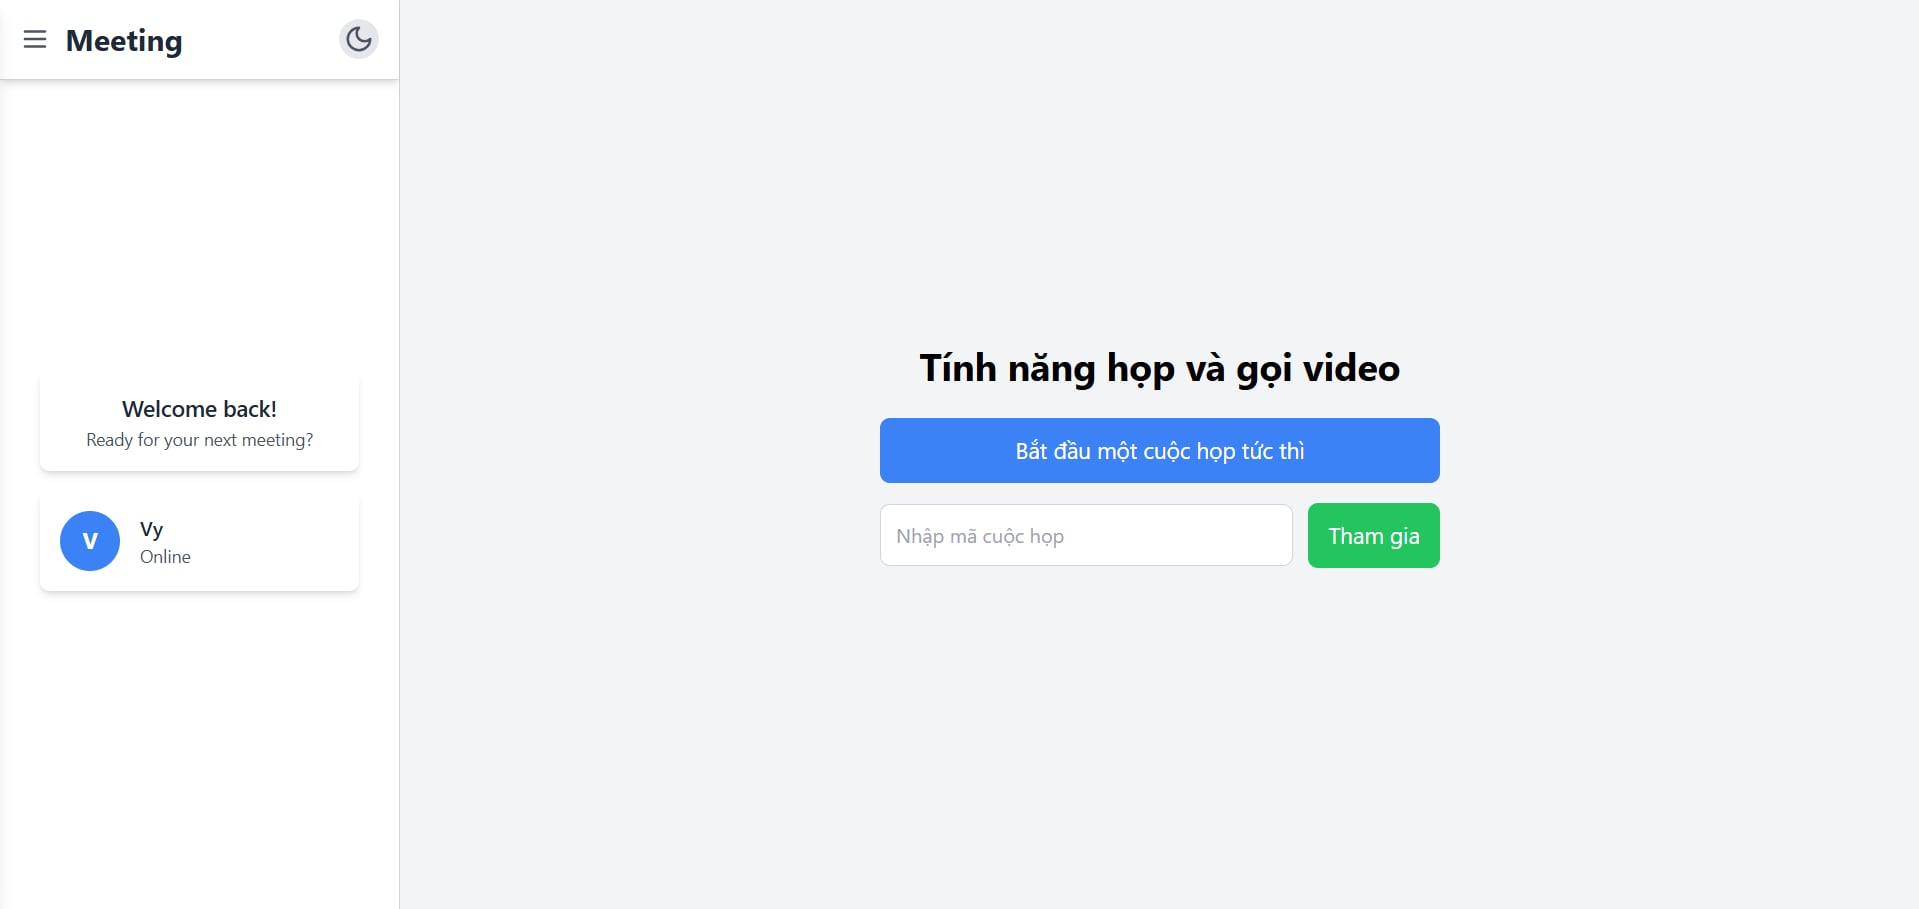 Meeting
Welcome back!
Ready for your next meeting?
V
Vy
Online
Tính năng họp và gọi video
Bắt đầu một cuộc họp tức thì
Nhập mã cuộc họp
Tham gia